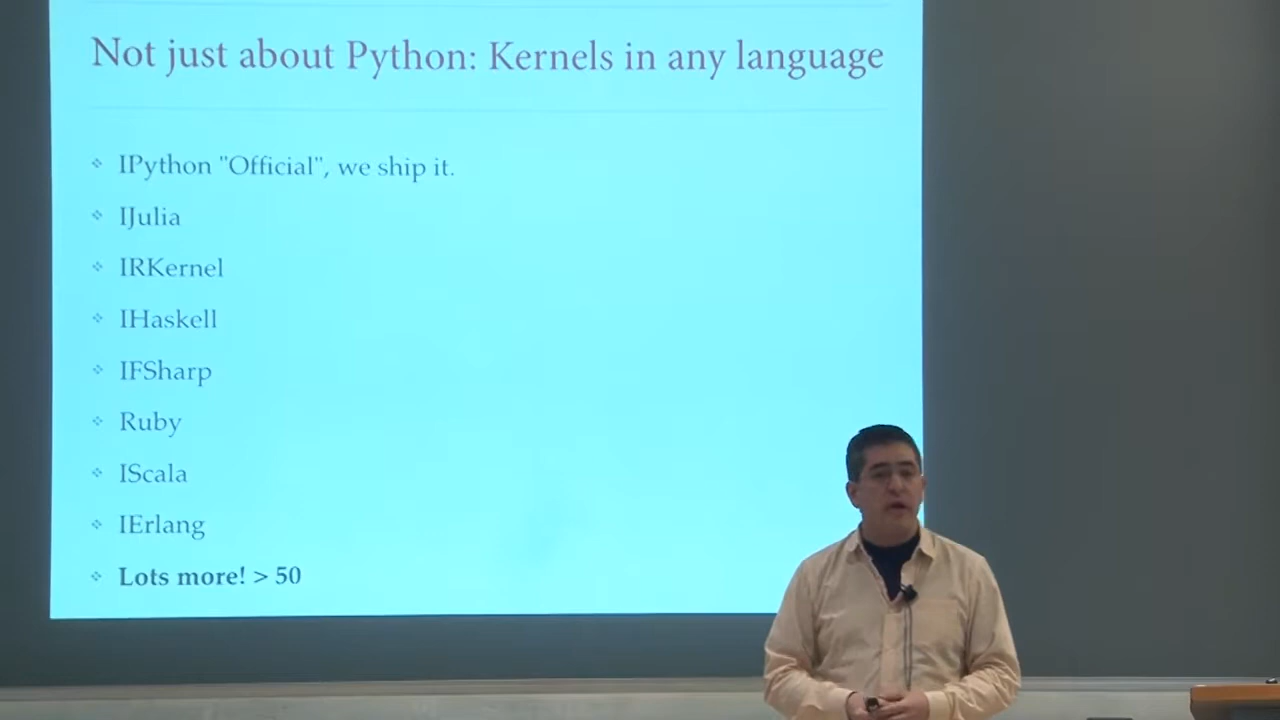 Not just about Python: Kernels in any language
IPython "Official", we ship it.
IJulia
IRKernel
IHaskell
IFSharp
Ruby
IScala
IErlang
Lots more! > 50